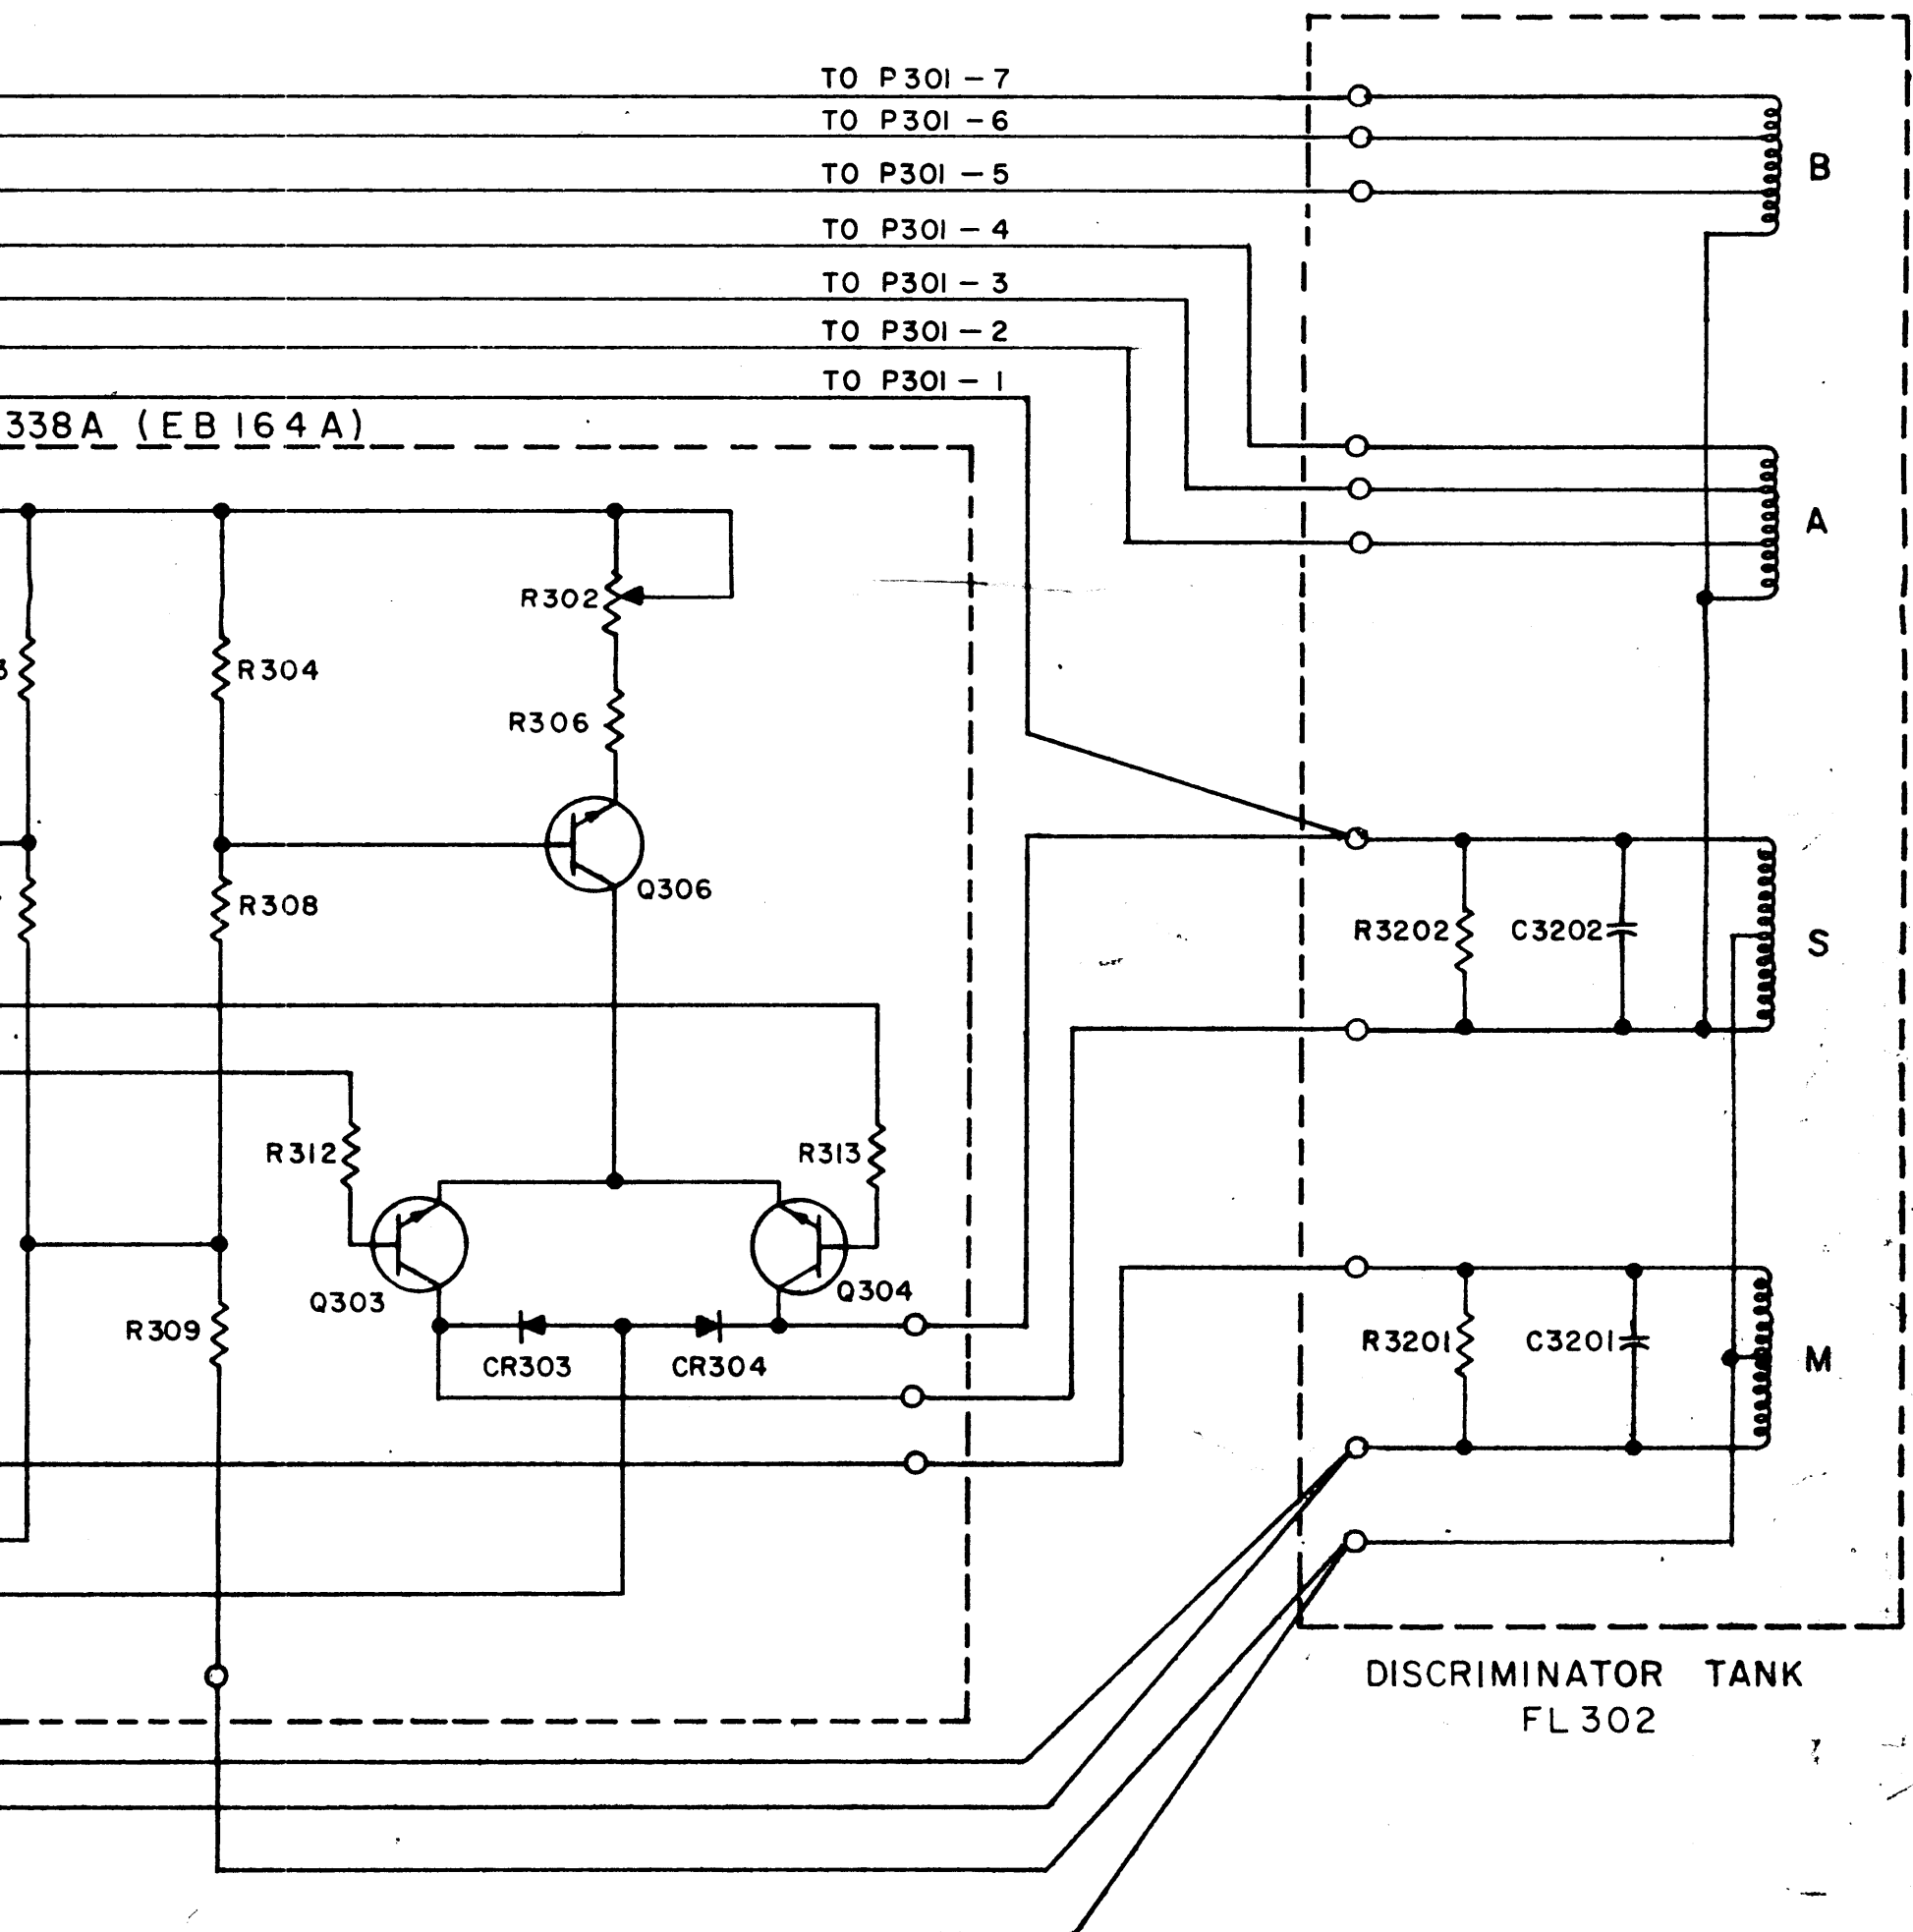 TO P301-7
TO P301-6
B
TO P301-5
TO P301-4
TO P301-3
TO P301-2
TO P301-1
338A (EB164A)
A
R302
3
R304
R306
Q306
R308
R3202
C3202
S
R312
R313
Q303
Q304
R309
R3201
C3201
M
CR303
CR304
DISCRIMINATOR TANK
FL302